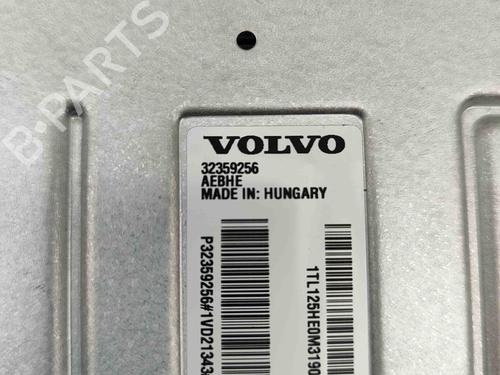 B-PARTS
VOLVO
32359256
AEBHE
MADE IN: HUNGARY
P32359256#1VD21343
1TL125HE0M3190